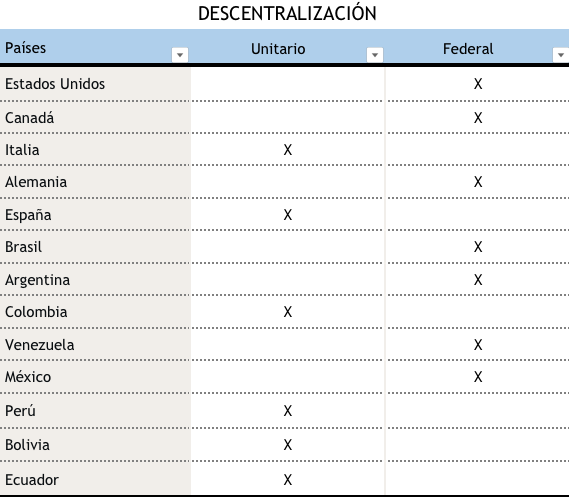 DESCENTRALIZACIÓN
Países Unitario Federal
Estados Unidos X
Canadá X
Italia X
Alemania X
España X
Brasil X
Argentina X
Colombia X
Venezuela X
México X
Perú X
Bolivia X
Ecuador X